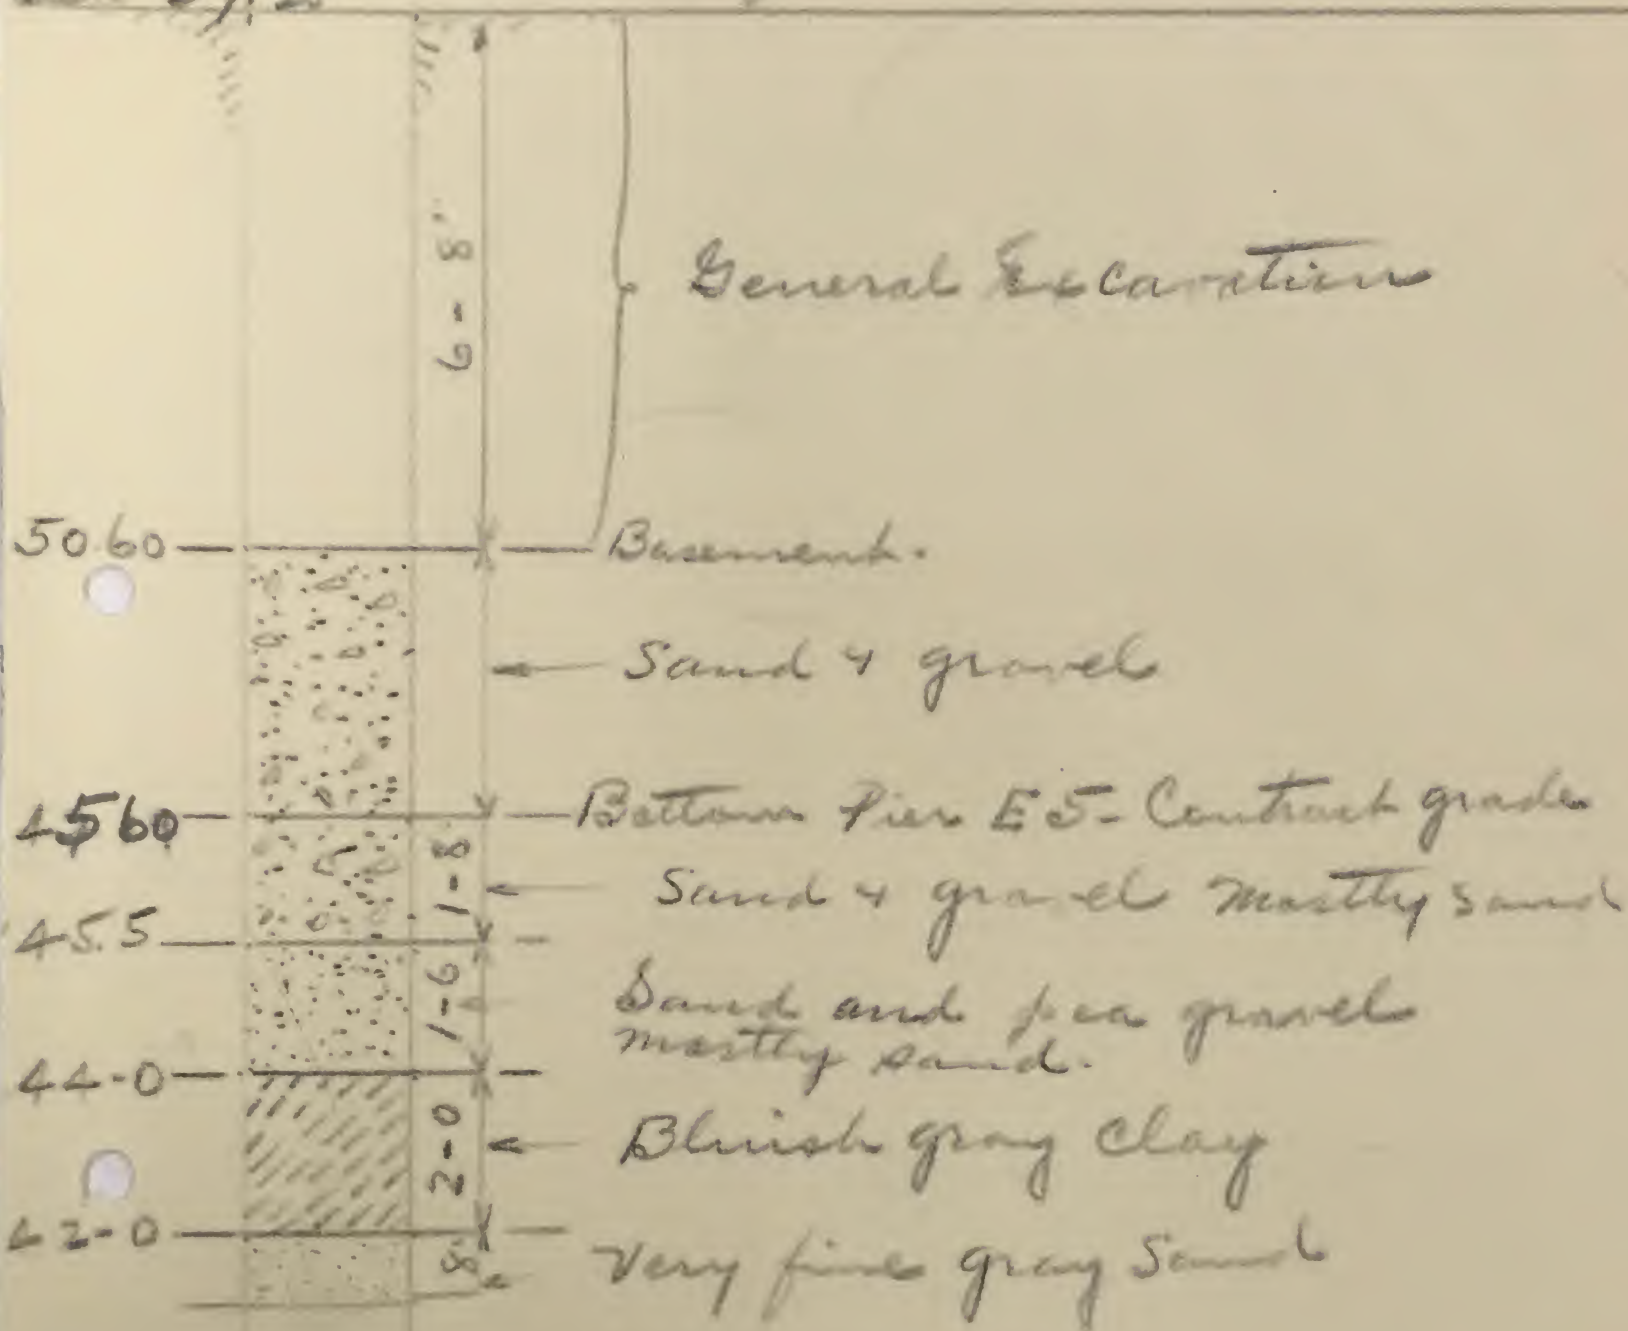 General Excavation
50.60 Basement.
Sand & gravel
4560 Bottom Pier E5 - Contract grade
1-8 Sand & gravel Mostly Sand
45.5
1-6 Sand and pea gravel
mostly sand.
44-0
2-0 Bluish gray Clay
42-0
8" Very fine gray Sand